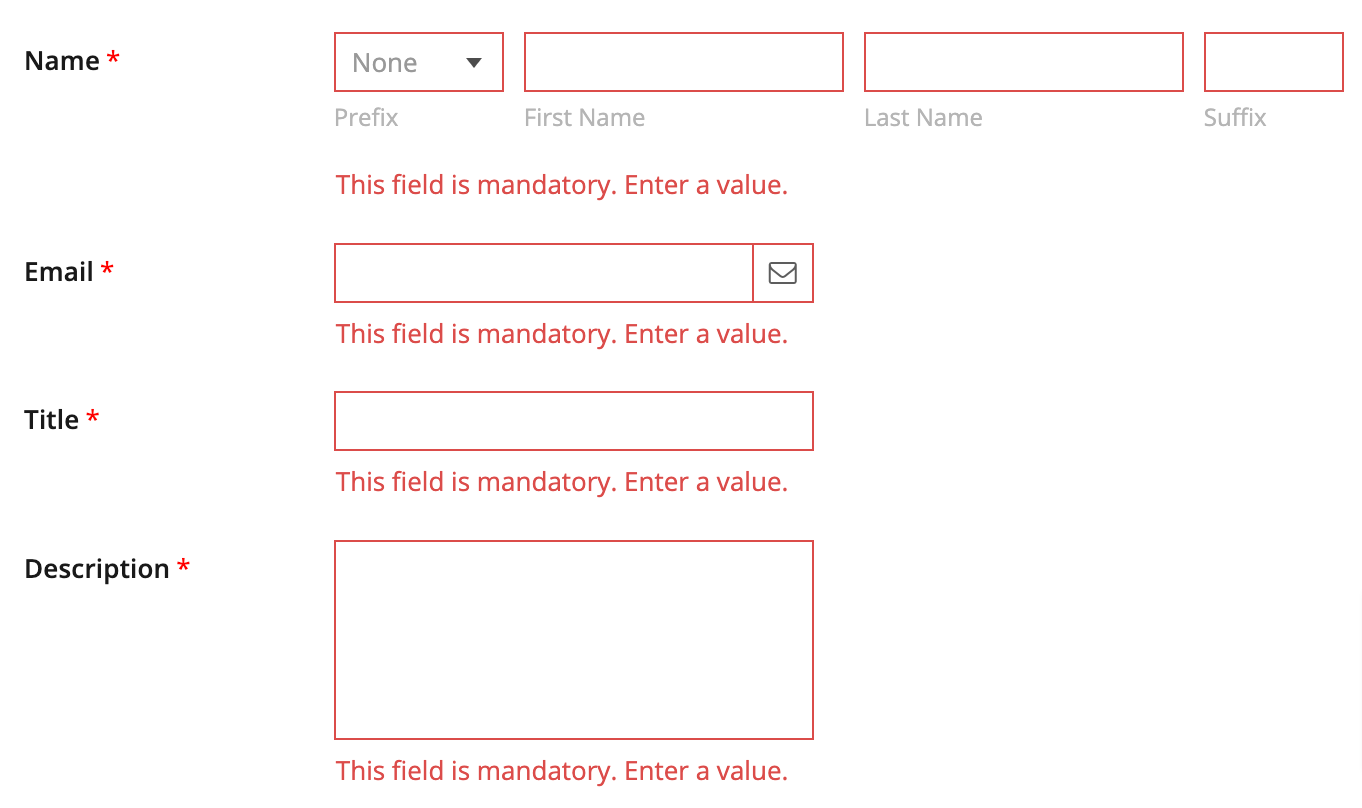 Name * None
Prefix First Name Last Name Suffix
This field is mandatory. Enter a value.
Email *
This field is mandatory. Enter a value.
Title *
This field is mandatory. Enter a value.
Description *
This field is mandatory. Enter a value.